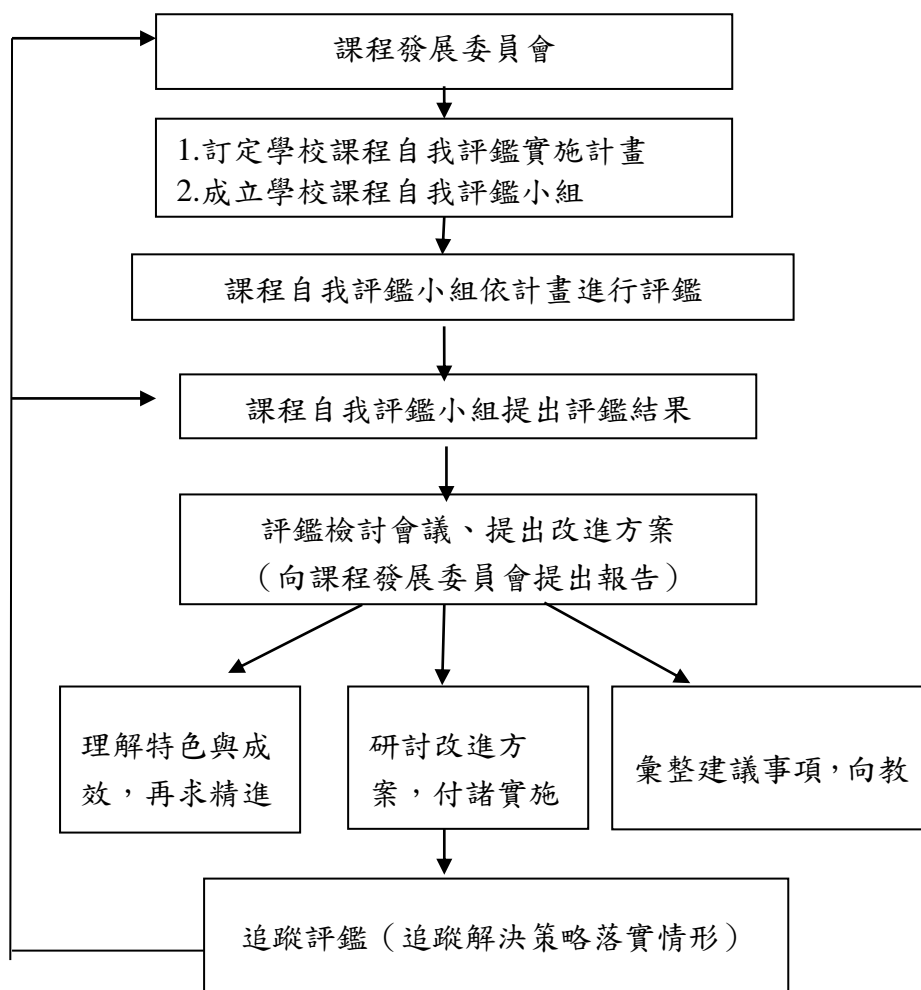 課程發展委員會
1.訂定學校課程自我評鑑實施計畫
2.成立學校課程自我評鑑小組
課程自我評鑑小組依計畫進行評鑑
課程自我評鑑小組提出評鑑結果
評鑑檢討會議、提出改進方案
（向課程發展委員會提出報告）
理解特色與成
效，再求精進
研討改進方
案，付諸實施
彙整建議事項，向教
追蹤評鑑（追蹤解決策略落實情形）